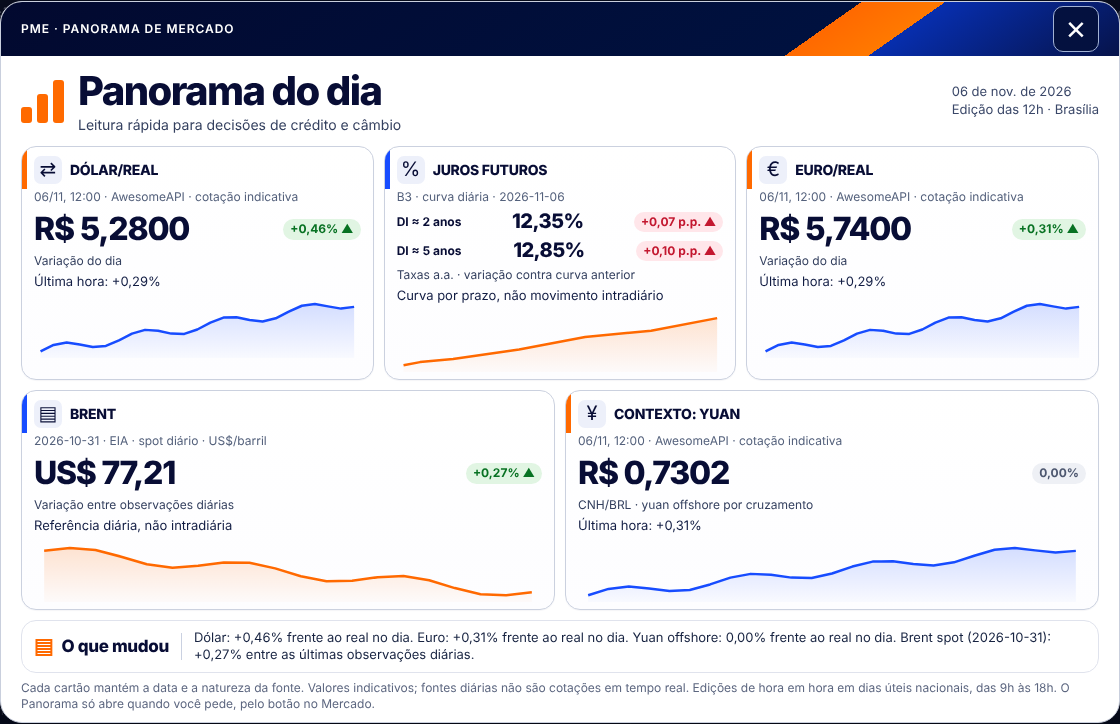 PME · PANORAMA DE MERCADO
✕
Panorama do dia
Leitura rápida para decisões de crédito e câmbio
06 de nov. de 2026
Edição das 12h · Brasília
⇄ DÓLAR/REAL
06/11, 12:00 · AwesomeAPI · cotação indicativa
R$ 5,2800
+0,46% ▲
Variação do dia
Última hora: +0,29%
% JUROS FUTUROS
B3 · curva diária · 2026-11-06
DI ≈ 2 anos 12,35% +0,07 p.p. ▲
DI ≈ 5 anos 12,85% +0,10 p.p. ▲
Taxas a.a. · variação contra curva anterior
Curva por prazo, não movimento intradiário
€ EURO/REAL
06/11, 12:00 · AwesomeAPI · cotação indicativa
R$ 5,7400
+0,31% ▲
Variação do dia
Última hora: +0,29%
▤ BRENT
2026-10-31 · EIA · spot diário · US$/barril
US$ 77,21
+0,27% ▲
Variação entre observações diárias
Referência diária, não intradiária
¥ CONTEXTO: YUAN
06/11, 12:00 · AwesomeAPI · cotação indicativa
R$ 0,7302
0,00%
CNH/BRL · yuan offshore por cruzamento
Última hora: +0,31%
▤ O que mudou
Dólar: +0,46% frente ao real no dia. Euro: +0,31% frente ao real no dia. Yuan offshore: 0,00% frente ao real no dia. Brent spot (2026-10-31):
+0,27% entre as últimas observações diárias.
Cada cartão mantém a data e a natureza da fonte. Valores indicativos; fontes diárias não são cotações em tempo real. Edições de hora em hora em dias úteis nacionais, das 9h às 18h. O
Panorama só abre quando você pede, pelo botão no Mercado.